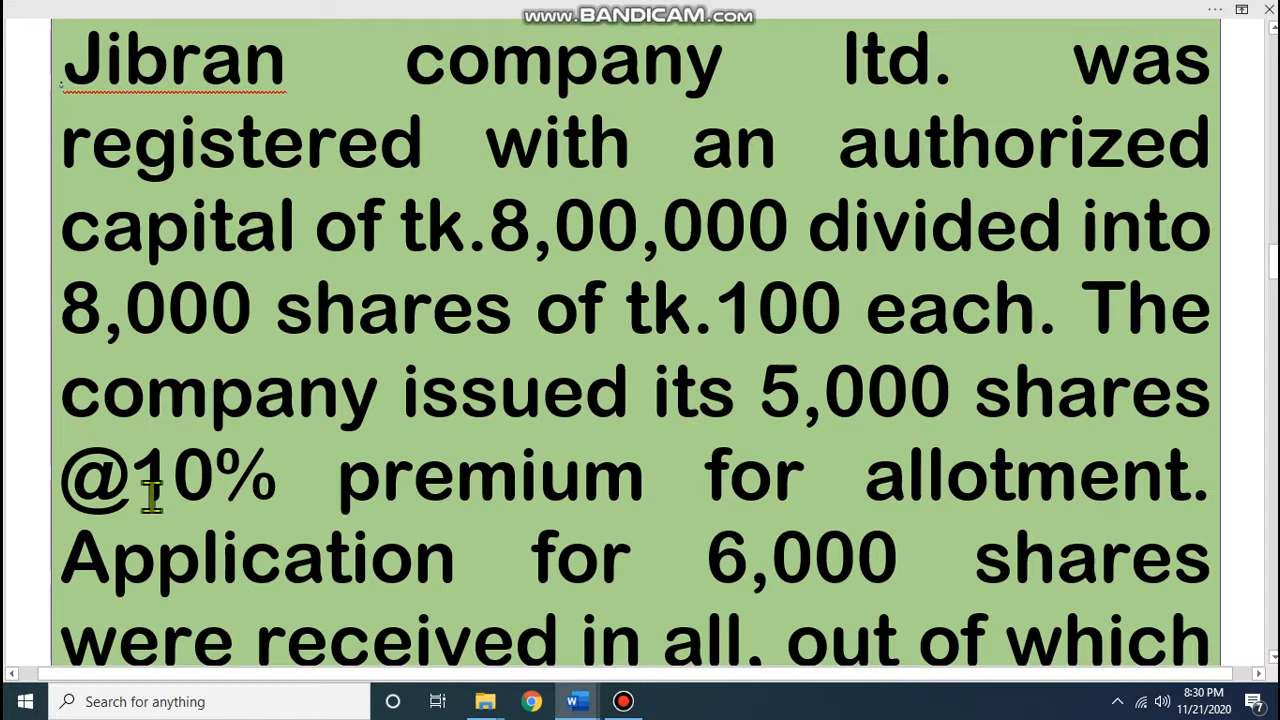 www.BANDICAM.com
Jibran company ltd. was
registered with an authorized
capital of tk.8,00,000 divided into
8,000 shares of tk.100 each. The
company issued its 5,000 shares
@10% premium for allotment.
Application for 6,000 shares
were received in all, out of which
Search for anything
8:30 PM
11/21/2020
7